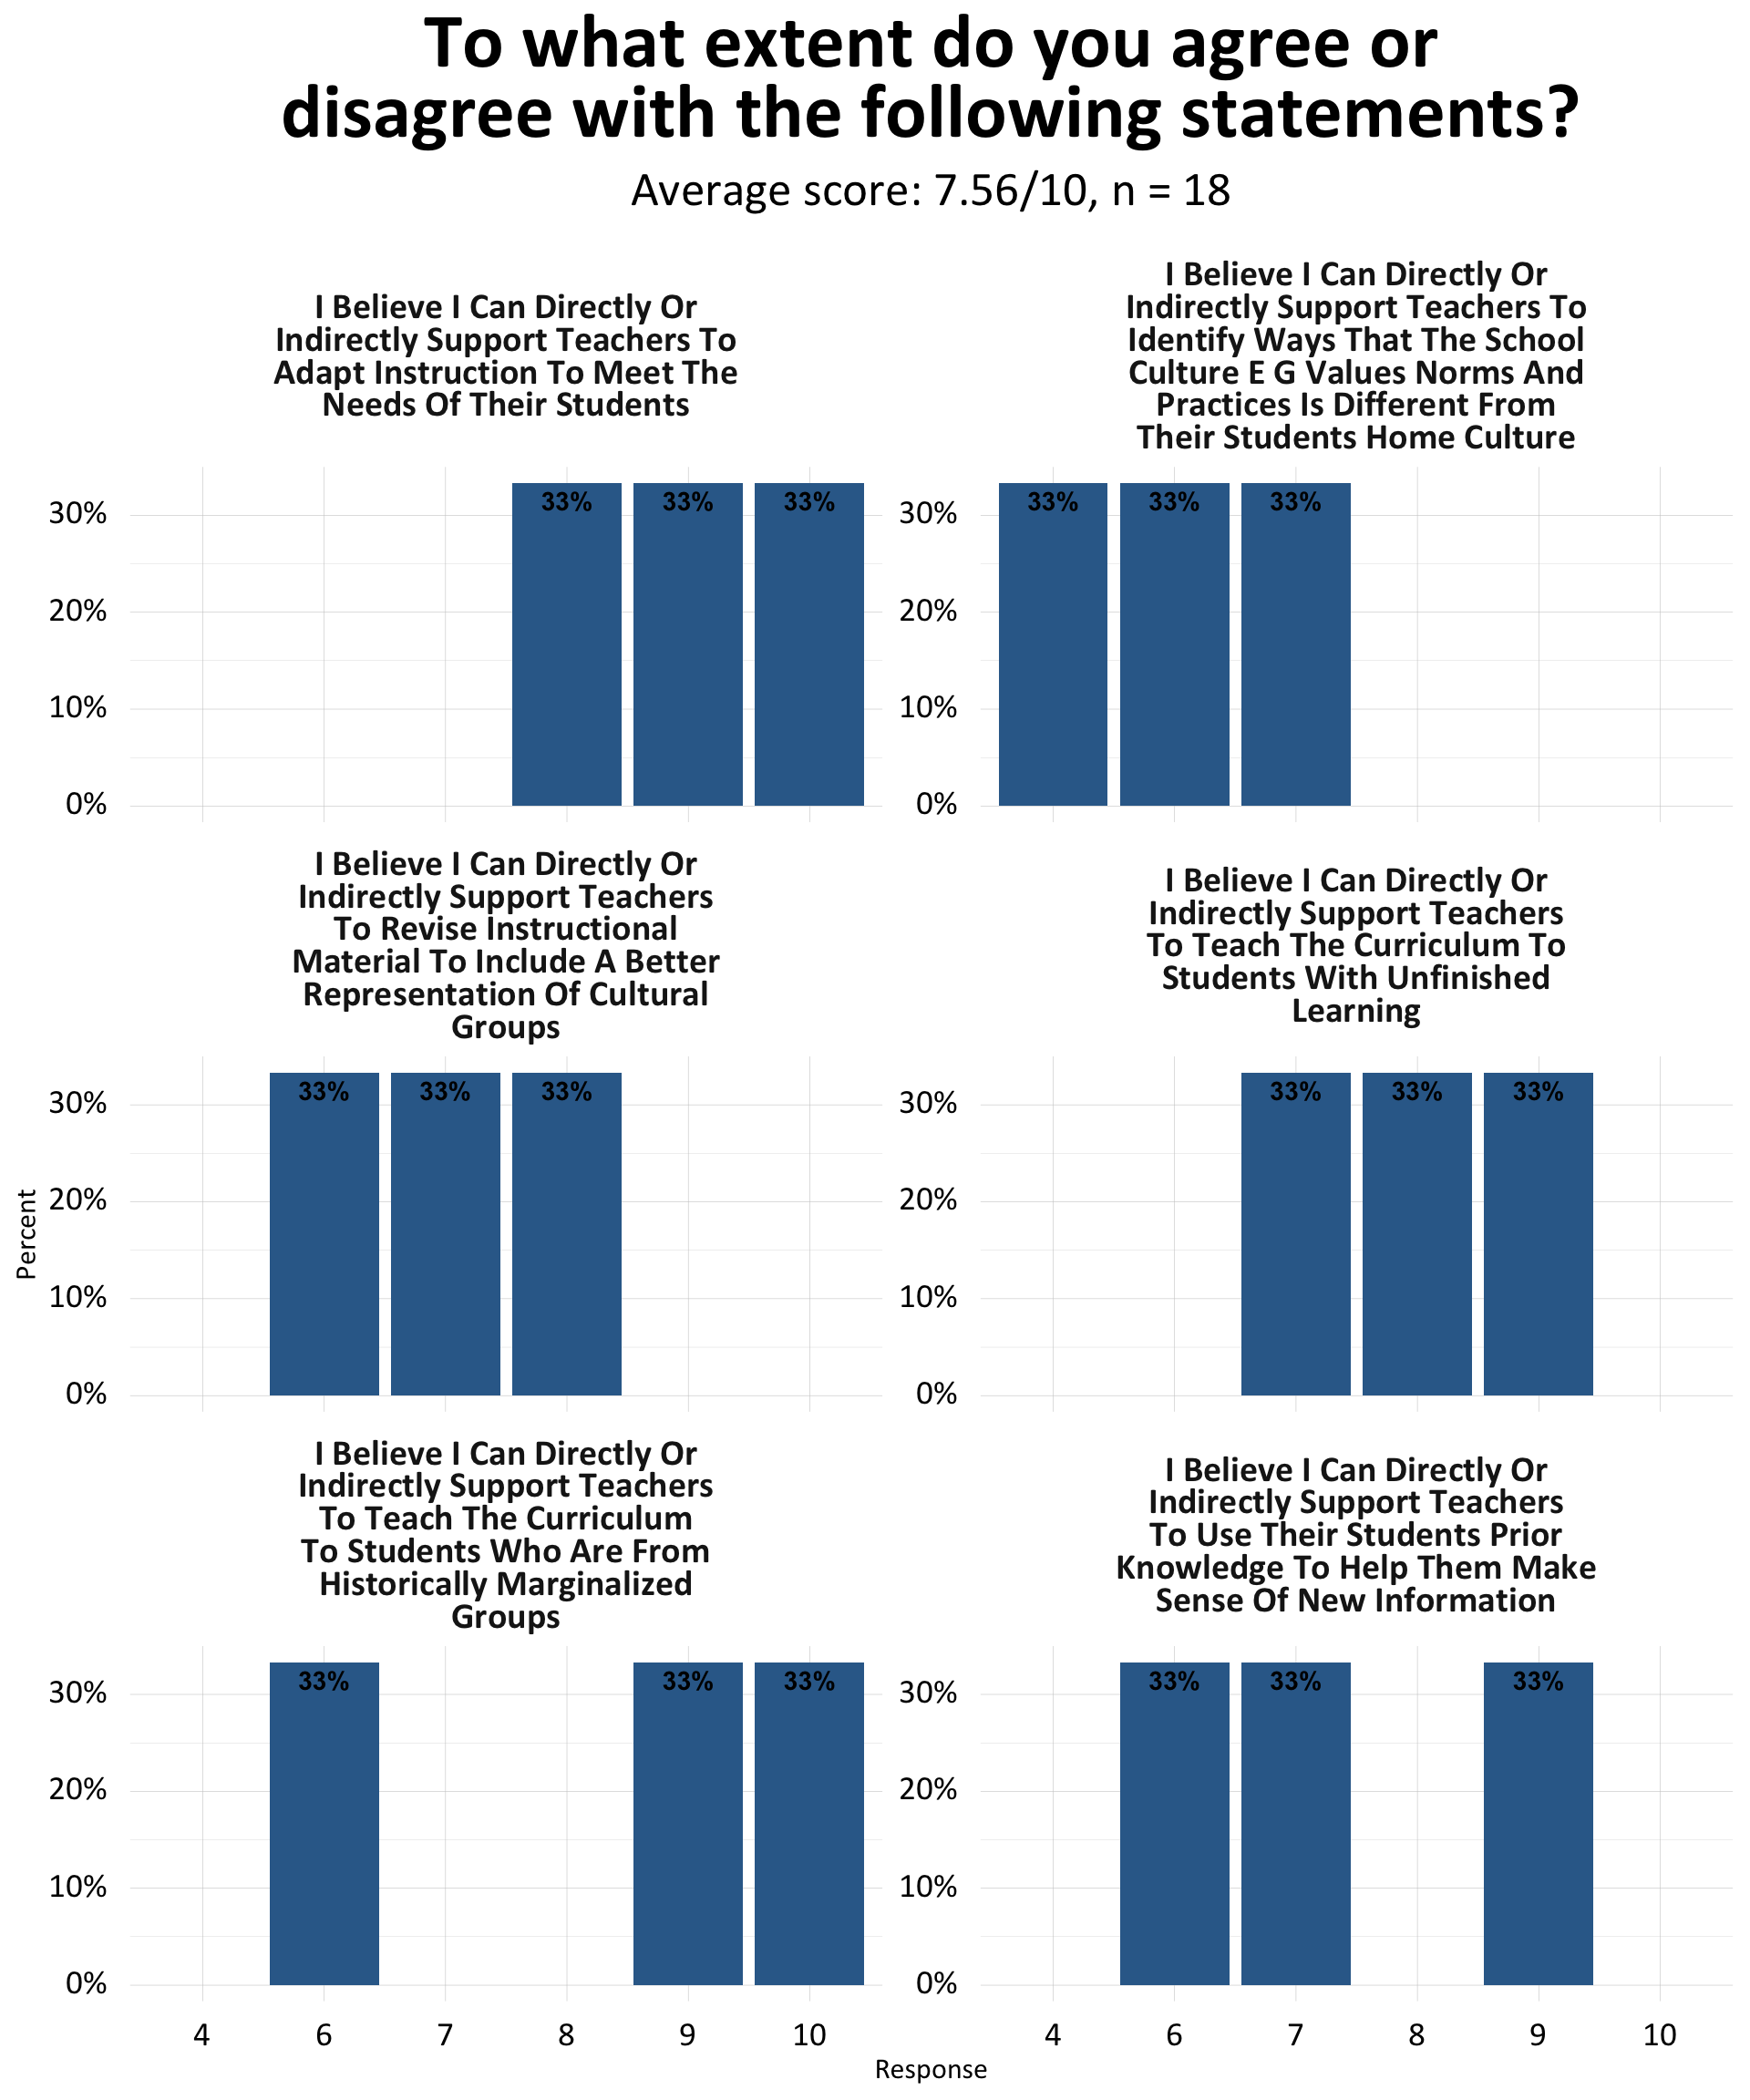 To what extent do you agree or
disagree with the following statements?
Average score: 7.56/10, n = 18
I Believe I Can Directly Or
Indirectly Support Teachers To
Adapt Instruction To Meet The
Needs Of Their Students
30%
20%
10%
0%
33% 33% 33%
I Believe I Can Directly Or
Indirectly Support Teachers To
Identify Ways That The School
Culture E G Values Norms And
Practices Is Different From
Their Students Home Culture
30%
20%
10%
0%
33% 33% 33%
I Believe I Can Directly Or
Indirectly Support Teachers
To Revise Instructional
Material To Include A Better
Representation Of Cultural
Groups
30%
20%
10%
0%
33% 33% 33%
I Believe I Can Directly Or
Indirectly Support Teachers
To Teach The Curriculum To
Students With Unfinished
Learning
30%
20%
10%
0%
33% 33% 33%
Percent
I Believe I Can Directly Or
Indirectly Support Teachers
To Teach The Curriculum
To Students Who Are From
Historically Marginalized
Groups
30%
20%
10%
0%
33% 33% 33%
4 6 7 8 9 10
I Believe I Can Directly Or
Indirectly Support Teachers
To Use Their Students Prior
Knowledge To Help Them Make
Sense Of New Information
30%
20%
10%
0%
33% 33% 33%
4 6 7 8 9 10
Response